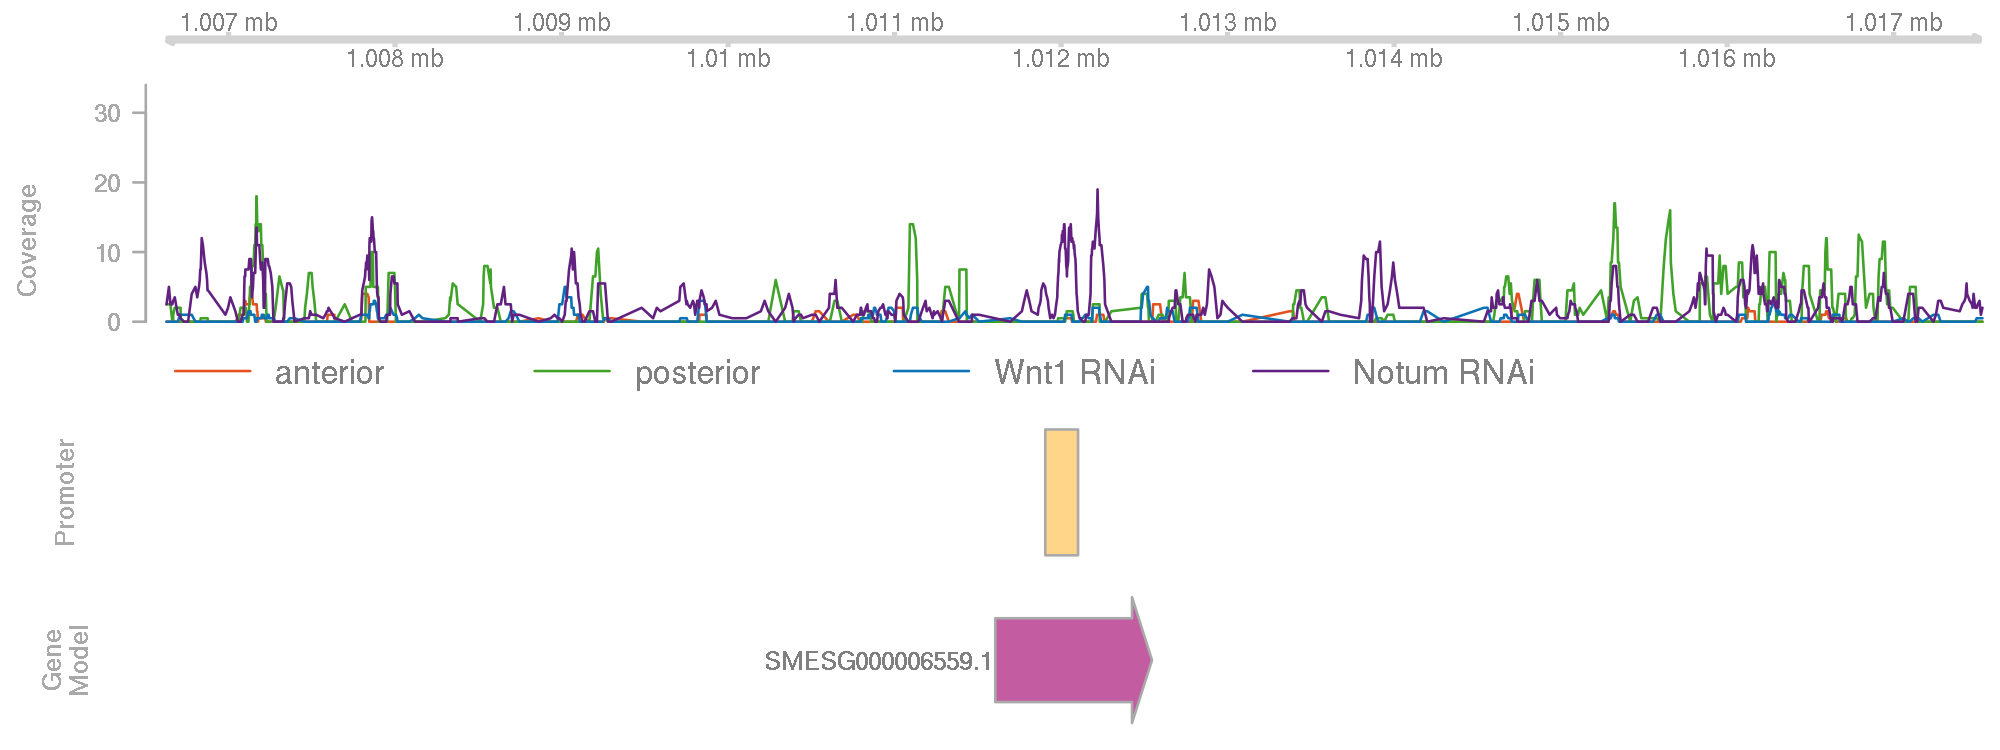 1.007 mb 1.009 mb 1.011 mb 1.013 mb 1.015 mb 1.017 mb
1.008 mb 1.01 mb 1.012 mb 1.014 mb 1.016 mb
Coverage
30
20
10
0
anterior posterior Wnt1 RNAi Notum RNAi
Promoter
Gene
Model
SMESG000006559.1